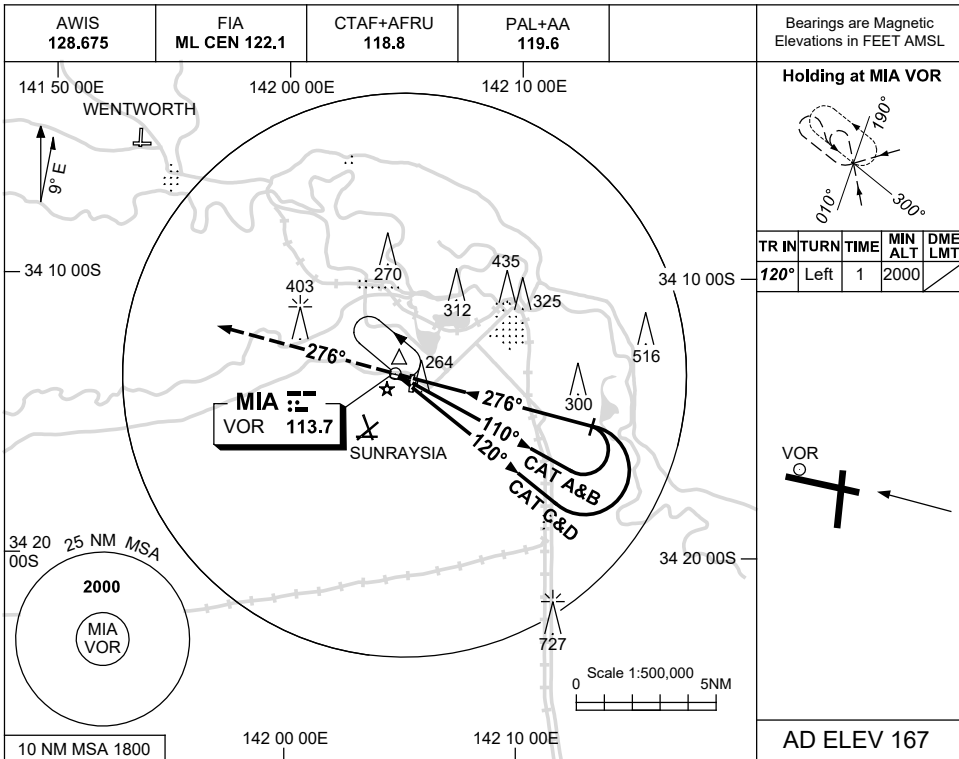 AWIS
128.675
FIA
ML CEN 122.1
CTAF+AFRU
118.8
PAL+AA
119.6
Bearings are Magnetic
Elevations in FEET AMSL
141 50 00E
142 00 00E
142 10 00E
WENTWORTH
9° E
34 10 00S
34 10 00S
403
270
312
435
325
516
264
300
276°
276°
110°
120°
CAT A&B
CAT C&D
MIA
VOR 113.7
SUNRAYSIA
34 20
00S
34 20 00S
25 NM MSA
2000
MIA
VOR
727
Scale 1:500,000
0
5NM
142 00 00E
142 10 00E
10 NM MSA 1800
Holding at MIA VOR
190°
010°
300°
TR IN TURN TIME MIN ALT DME LMT
120° Left 1 2000
VOR
AD ELEV 167